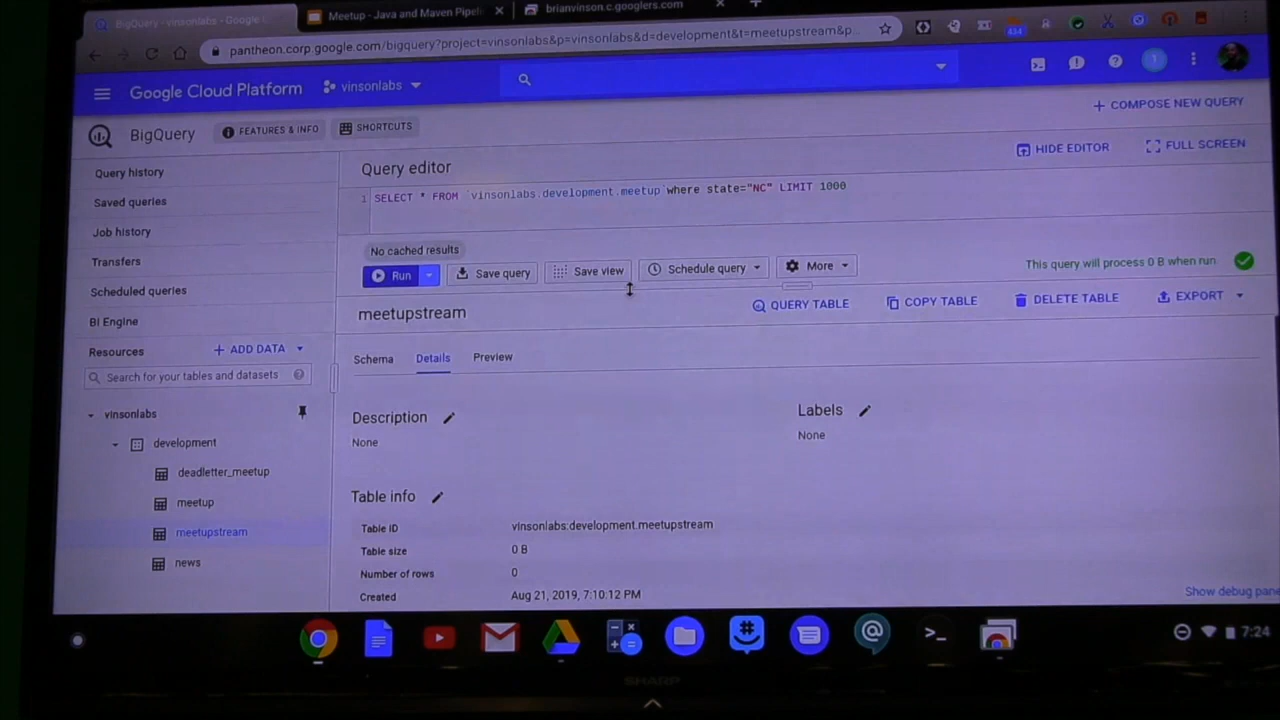 BigQuery - vinsonlabs - Google
Meetup - Java and Maven Pipeli
brianvinson.c.googlers.com
pantheon.corp.google.com/bigquery?project=vinsonlabs&p=vinsonlabs&d=development&t=meetupstream&p...
434
Google Cloud Platform
vinsonlabs
BigQuery
FEATURES & INFO
SHORTCUTS
+ COMPOSE NEW QUERY
Query history
Saved queries
Job history
Transfers
Scheduled queries
BI Engine
Resources
+ ADD DATA
Search for your tables and datasets
vinsonlabs
development
deadletter_meetup
meetup
meetupstream
news
Query editor
HIDE EDITOR
FULL SCREEN
1 SELECT * FROM `vinsonlabs.development.meetup`where state="NC" LIMIT 1000
No cached results
Run
Save query
Save view
Schedule query
More
This query will process 0 B when run
meetupstream
QUERY TABLE
COPY TABLE
DELETE TABLE
EXPORT
Schema
Details
Preview
Description
None
Labels
None
Table info
Table ID vinsonlabs:development.meetupstream
Table size 0 B
Number of rows 0
Created Aug 21, 2019, 7:10:12 PM
Show debug pane
7:24
SHARP